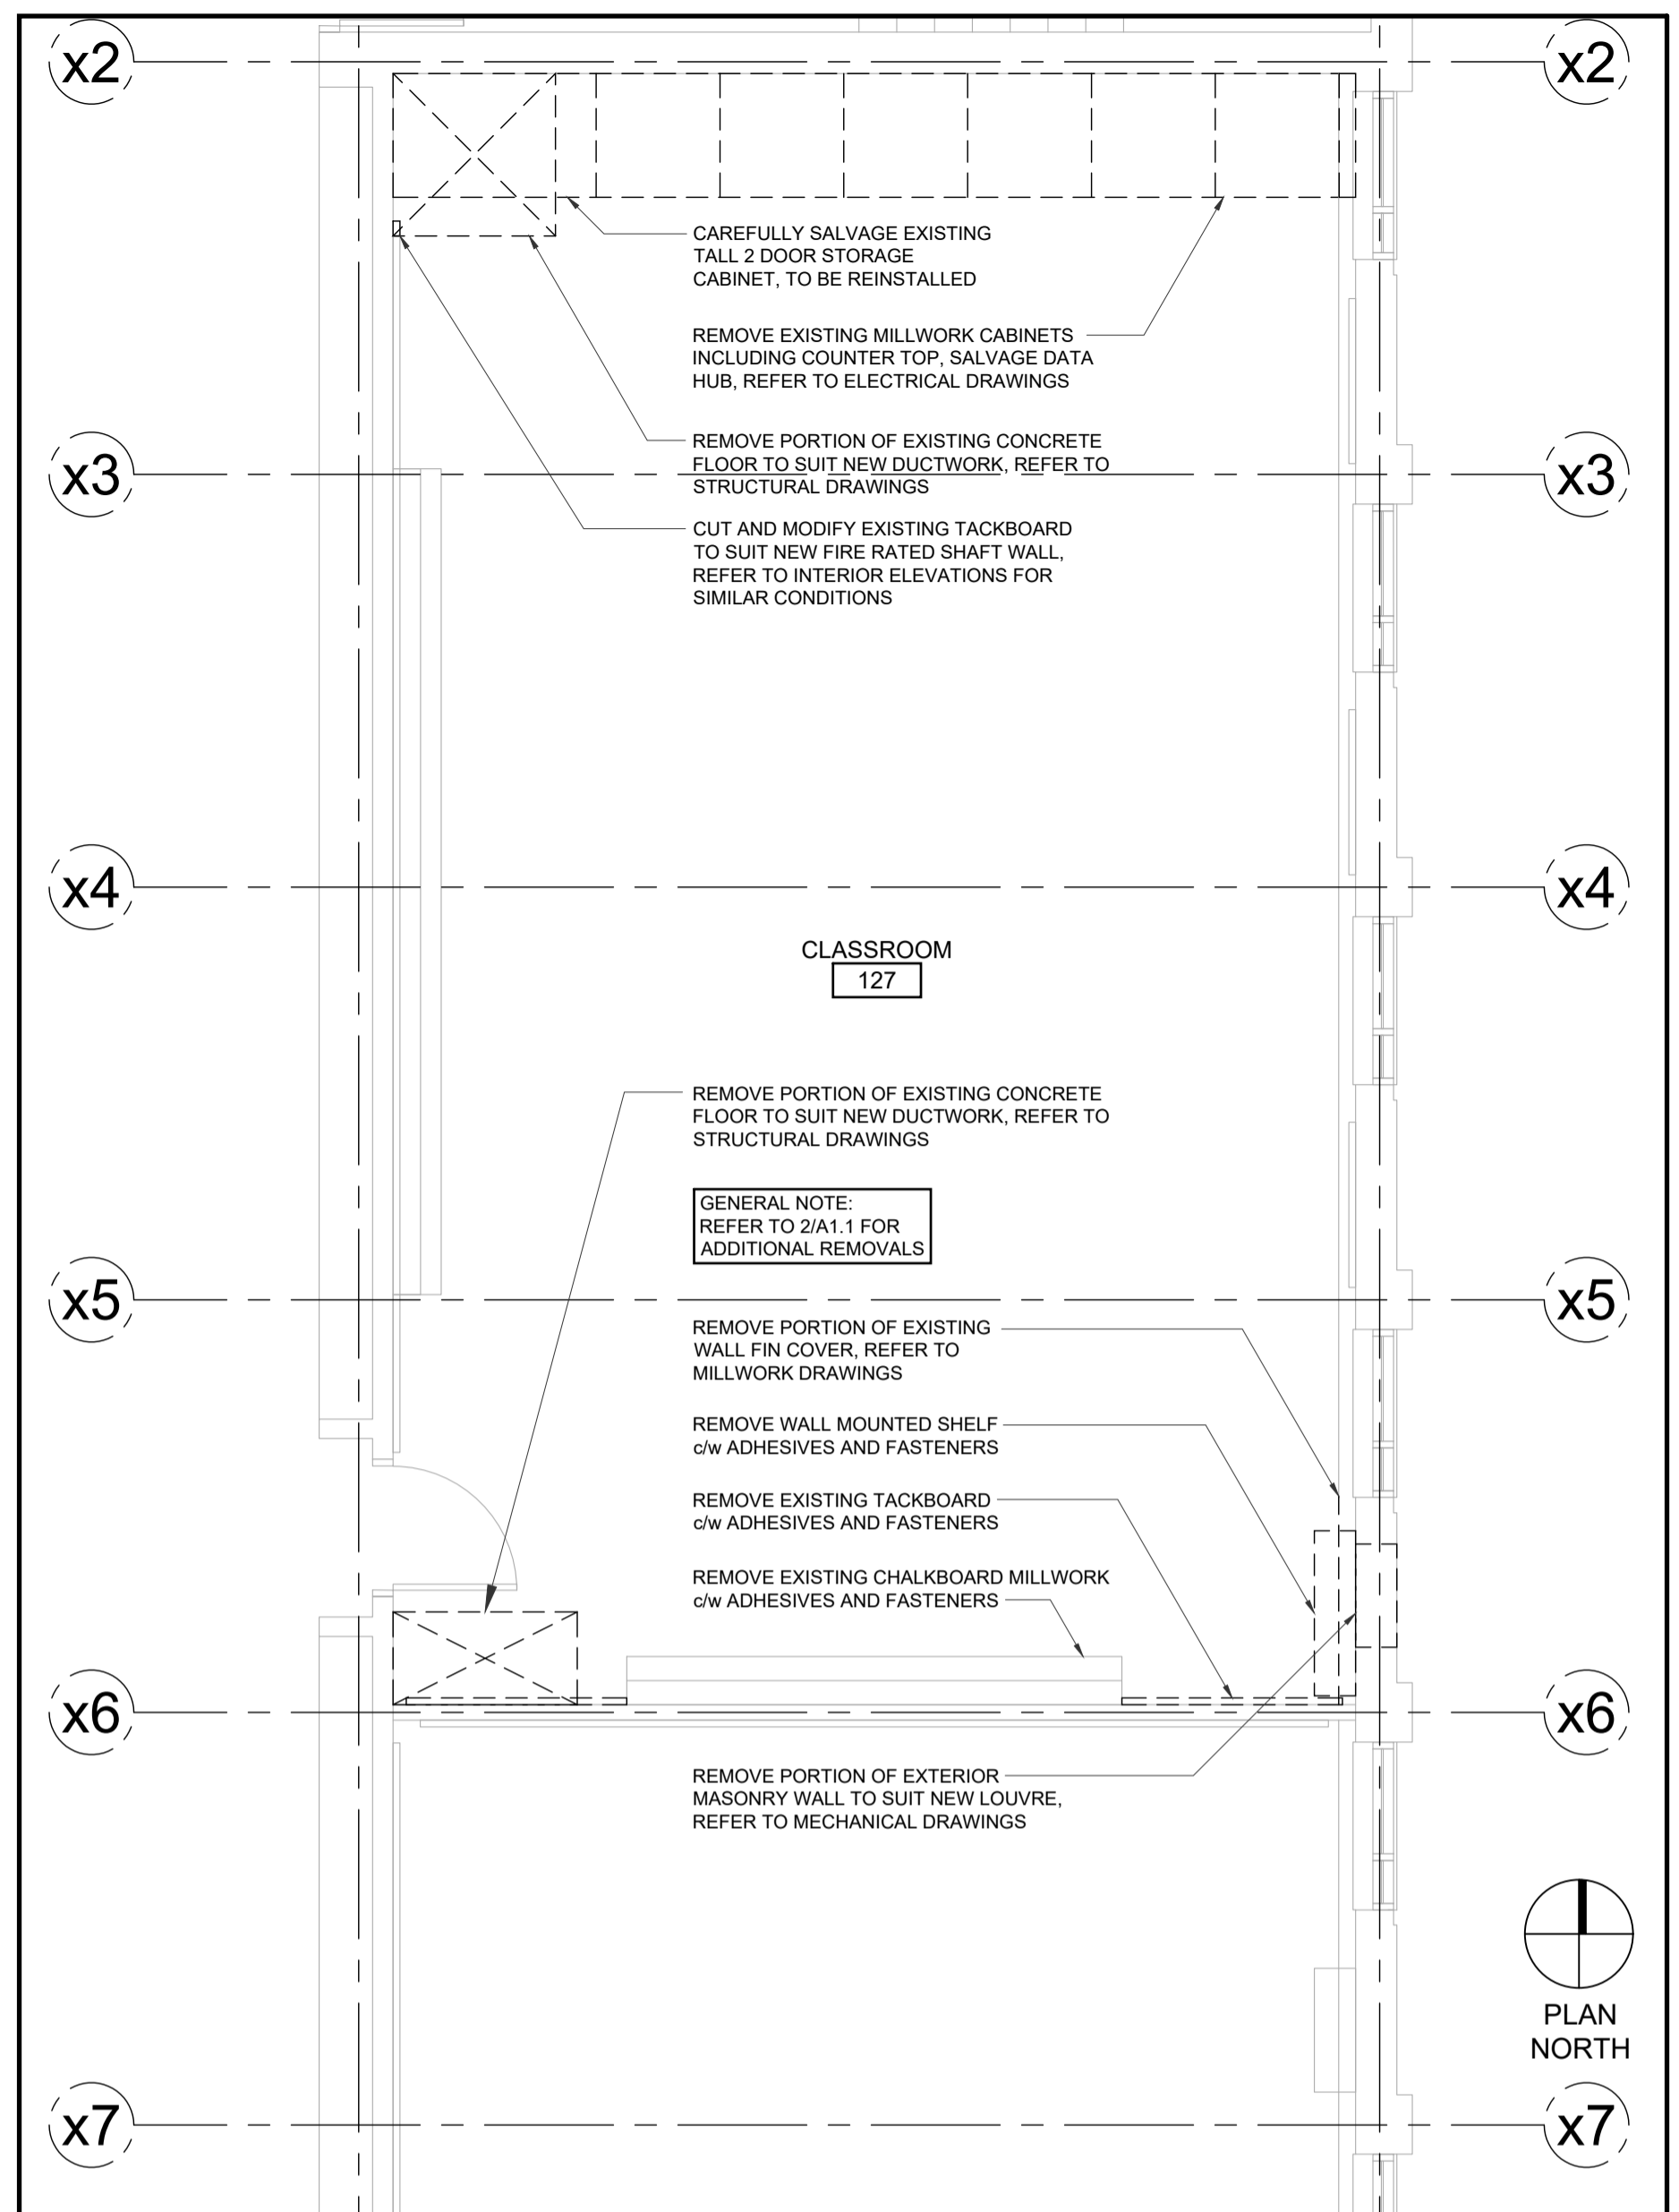 x2
x2
CAREFULLY SALVAGE EXISTING
TALL 2 DOOR STORAGE
CABINET, TO BE REINSTALLED
REMOVE EXISTING MILLWORK CABINETS
INCLUDING COUNTER TOP, SALVAGE DATA
HUB, REFER TO ELECTRICAL DRAWINGS
REMOVE PORTION OF EXISTING CONCRETE
FLOOR TO SUIT NEW DUCTWORK, REFER TO
STRUCTURAL DRAWINGS
x3
x3
CUT AND MODIFY EXISTING TACKBOARD
TO SUIT NEW FIRE RATED SHAFT WALL,
REFER TO INTERIOR ELEVATIONS FOR
SIMILAR CONDITIONS
x4
x4
CLASSROOM
127
REMOVE PORTION OF EXISTING CONCRETE
FLOOR TO SUIT NEW DUCTWORK, REFER TO
STRUCTURAL DRAWINGS
GENERAL NOTE:
REFER TO 2/A1.1 FOR
ADDITIONAL REMOVALS
x5
x5
REMOVE PORTION OF EXISTING
WALL FIN COVER, REFER TO
MILLWORK DRAWINGS
REMOVE WALL MOUNTED SHELF
c/w ADHESIVES AND FASTENERS
REMOVE EXISTING TACKBOARD
c/w ADHESIVES AND FASTENERS
REMOVE EXISTING CHALKBOARD MILLWORK
c/w ADHESIVES AND FASTENERS
x6
x6
REMOVE PORTION OF EXTERIOR
MASONRY WALL TO SUIT NEW LOUVRE,
REFER TO MECHANICAL DRAWINGS
PLAN
NORTH
x7
x7